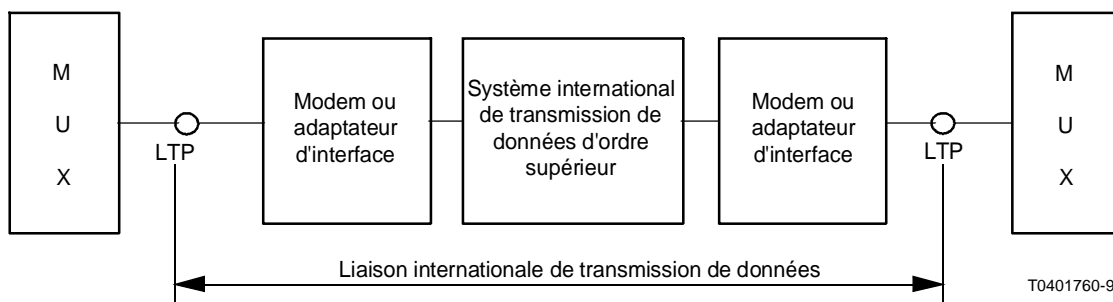 M
U
X
LTP
Modem ou
adaptateur
d'interface
Système international
de transmission de
données d'ordre
supérieur
Modem ou
adaptateur
d'interface
LTP
M
U
X
Liaison internationale de transmission de données
T0401760-9